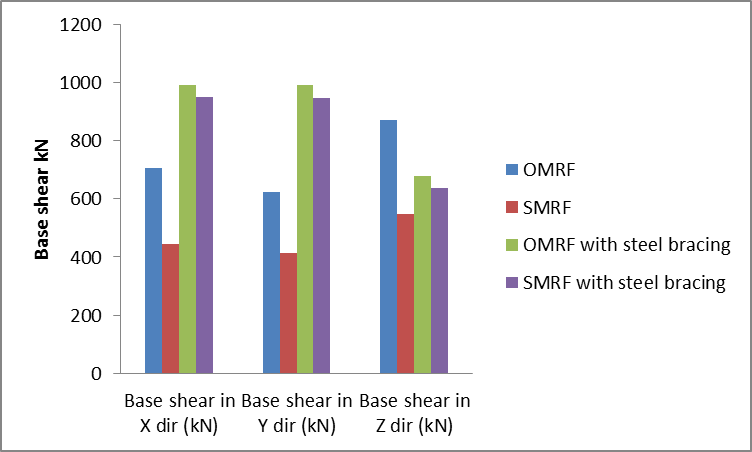 1200
1000
800
600
400
200
0
Base shear kN
Base shear in X dir (kN)
Base shear in Y dir (kN)
Base shear in Z dir (kN)
OMRF
SMRF
OMRF with steel bracing
SMRF with steel bracing